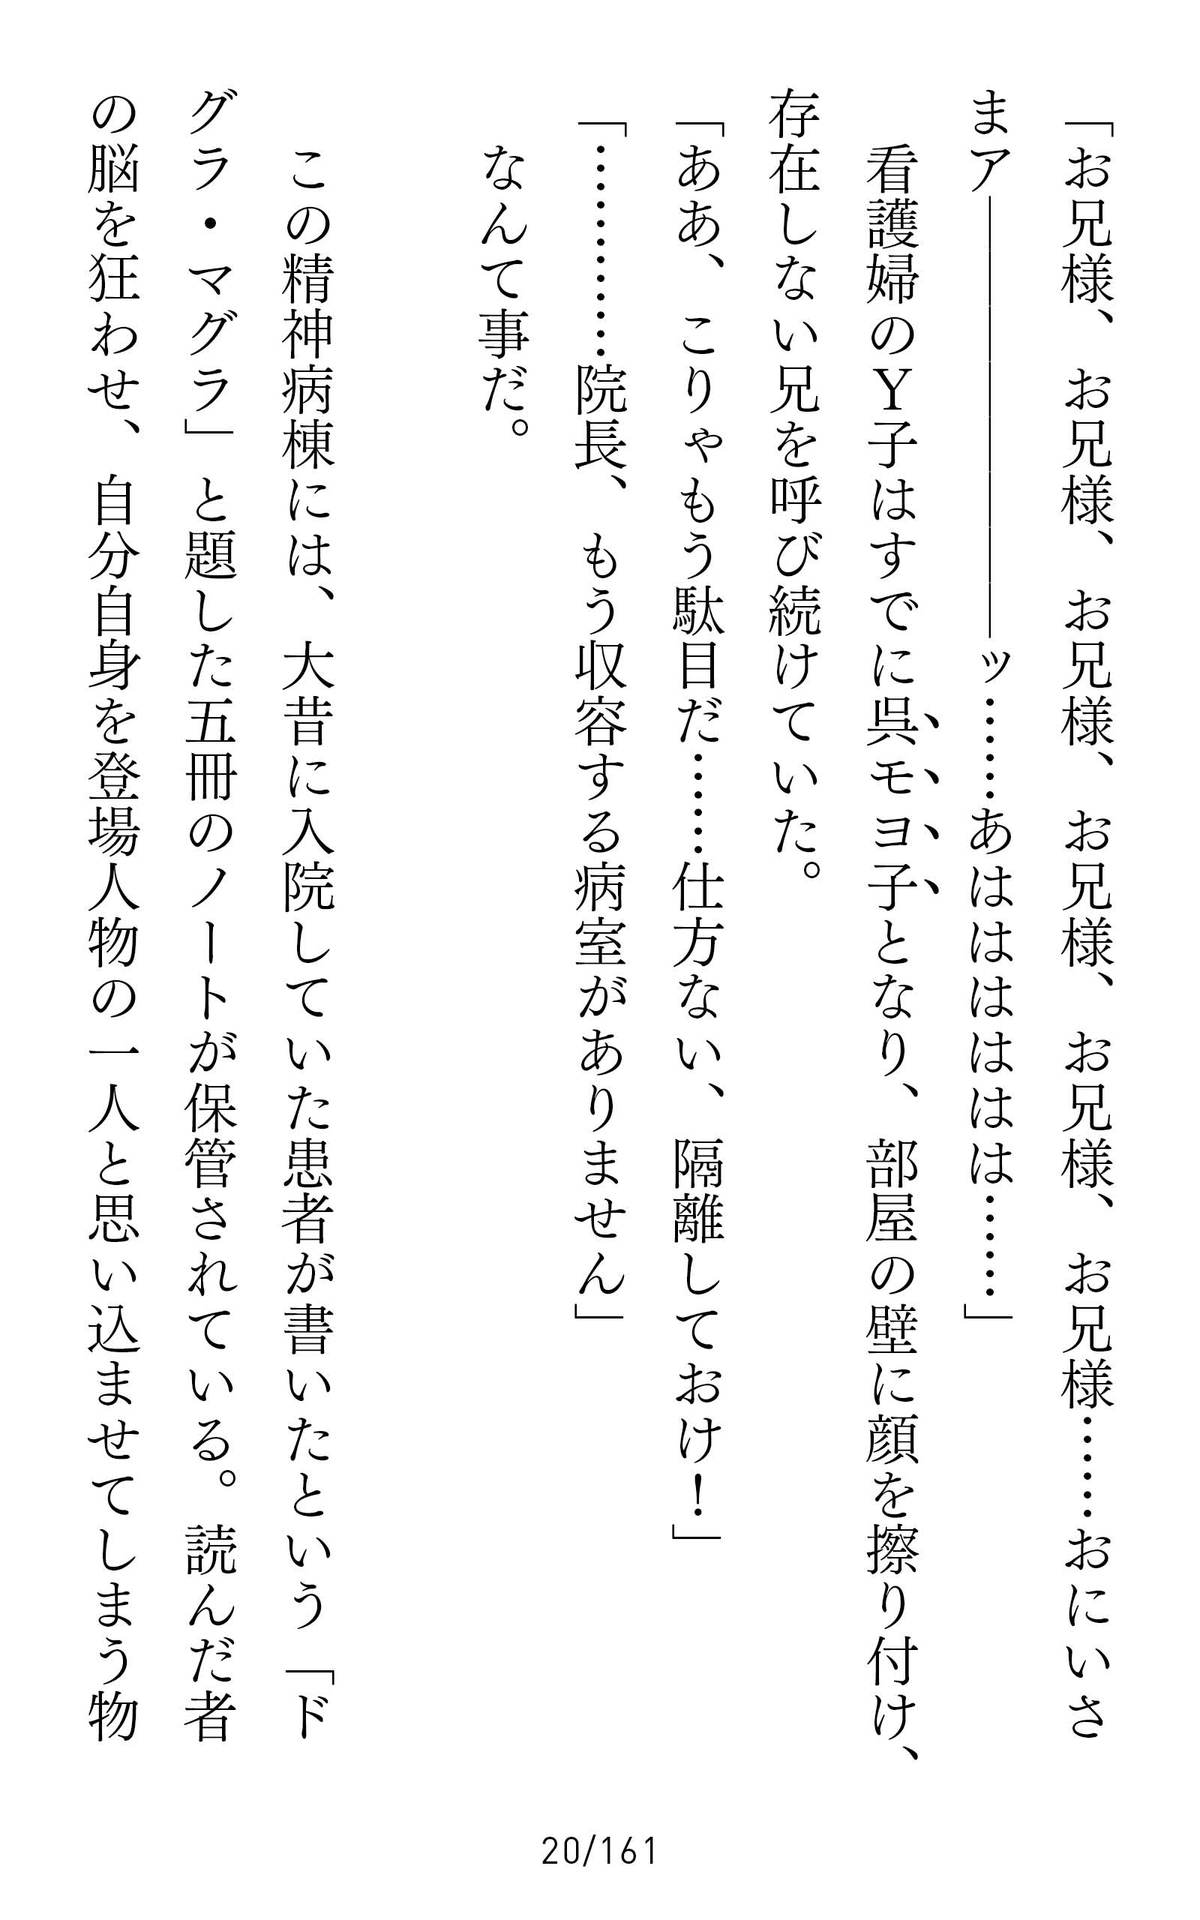 「お兄様、お兄様、お兄様、お兄様、お兄様、お兄様……おにいさ
まア――――――――ッ……あはははははは……」
　看護婦のＹ子はすでに呉モヨ子となり、部屋の壁に顔を擦り付け、
存在しない兄を呼び続けていた。
「ああ、こりゃもう駄目だ……仕方ない、隔離しておけ！」
「…………院長、もう収容する病室がありません」
　なんて事だ。
　この精神病棟には、大昔に入院していた患者が書いたという「ド
グラ・マグラ」と題した五冊のノートが保管されている。読んだ者
の脳を狂わせ、自分自身を登場人物の一人と思い込ませてしまう物
20/161